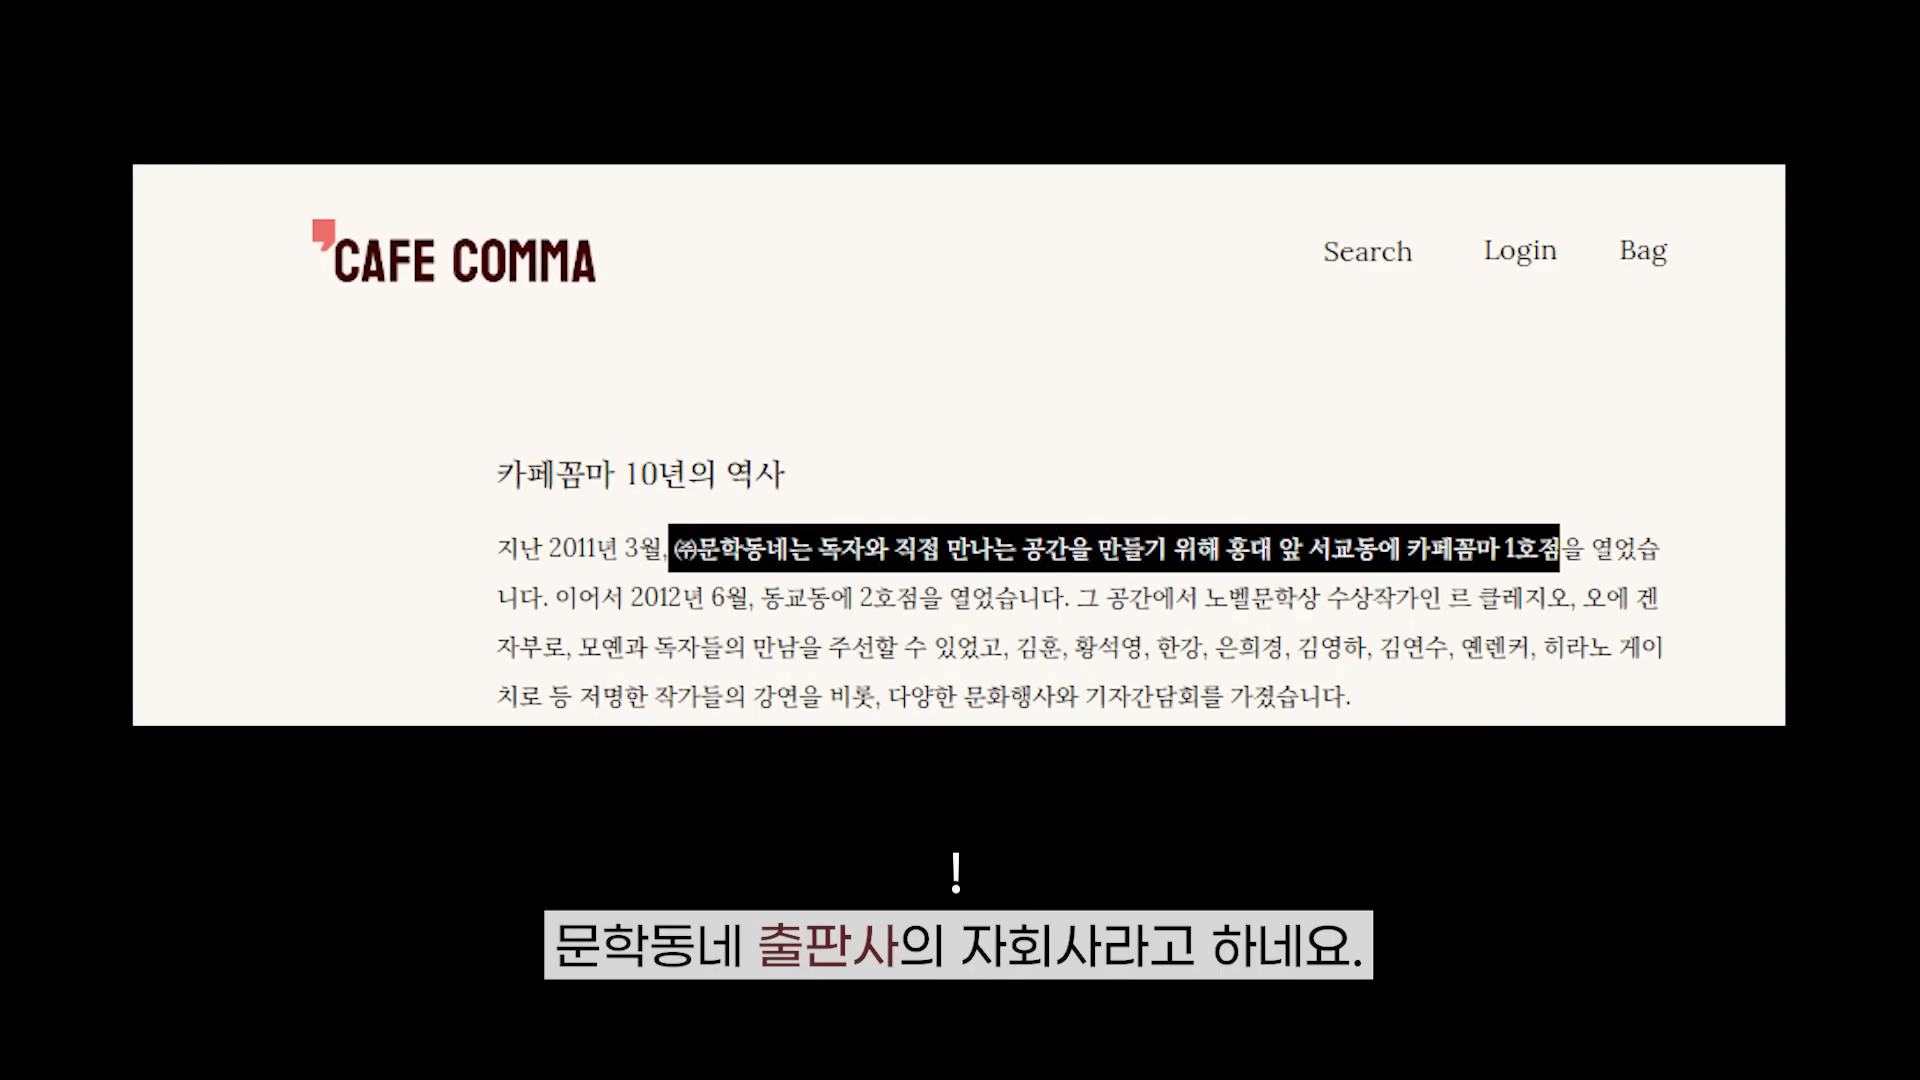 CAFE COMMA
Search Login Bag
카페꼼마 10년의 역사
지난 2011년 3월, ㈜문학동네는 독자와 직접 만나는 공간을 만들기 위해 홍대 앞 서교동에 카페꼼마 1호점을 열었습
니다. 이어서 2012년 6월, 동교동에 2호점을 열었습니다. 그 공간에서 노벨문학상 수상작가인 르 클레지오, 오에 겐
자부로, 모옌과 독자들의 만남을 주선할 수 있었고, 김훈, 황석영, 한강, 은희경, 김영하, 김연수, 옌롄커, 히라노 게이
치로 등 저명한 작가들의 강연을 비롯, 다양한 문화행사와 기자간담회를 가졌습니다.
!
문학동네 출판사의 자회사라고 하네요.